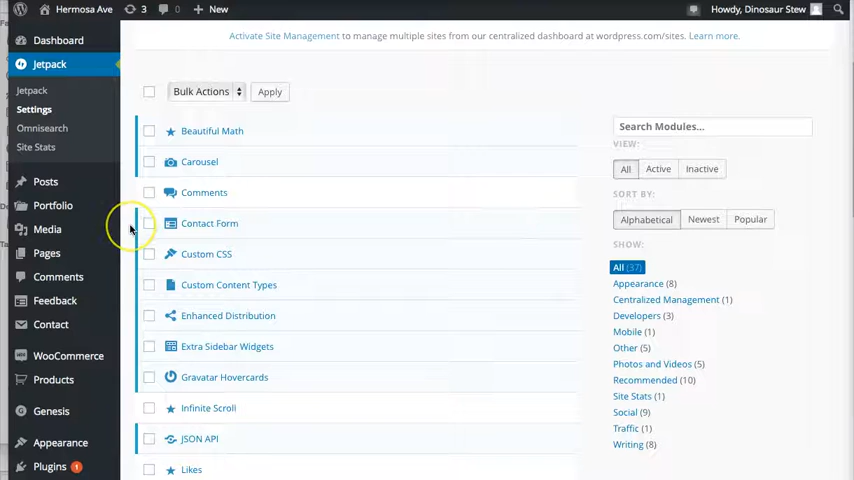 Hermosa Ave 3 0 + New Howdy, Dinosaur Stew
Activate Site Management to manage multiple sites from our centralized dashboard at wordpress.com/sites. Learn more.
Dashboard
Jetpack
Jetpack
Settings
Omnisearch
Site Stats
Posts
Portfolio
Media
Pages
Comments
Feedback
Contact
WooCommerce
Products
Genesis
Appearance
Plugins 1
Bulk Actions Apply
Beautiful Math
Carousel
Comments
Contact Form
Custom CSS
Custom Content Types
Enhanced Distribution
Extra Sidebar Widgets
Gravatar Hovercards
Infinite Scroll
JSON API
Likes
Search Modules...
VIEW:
All Active Inactive
SORT BY:
Alphabetical Newest Popular
SHOW:
All (37)
Appearance (8)
Centralized Management (1)
Developers (3)
Mobile (1)
Other (5)
Photos and Videos (5)
Recommended (10)
Site Stats (1)
Social (9)
Traffic (1)
Writing (8)